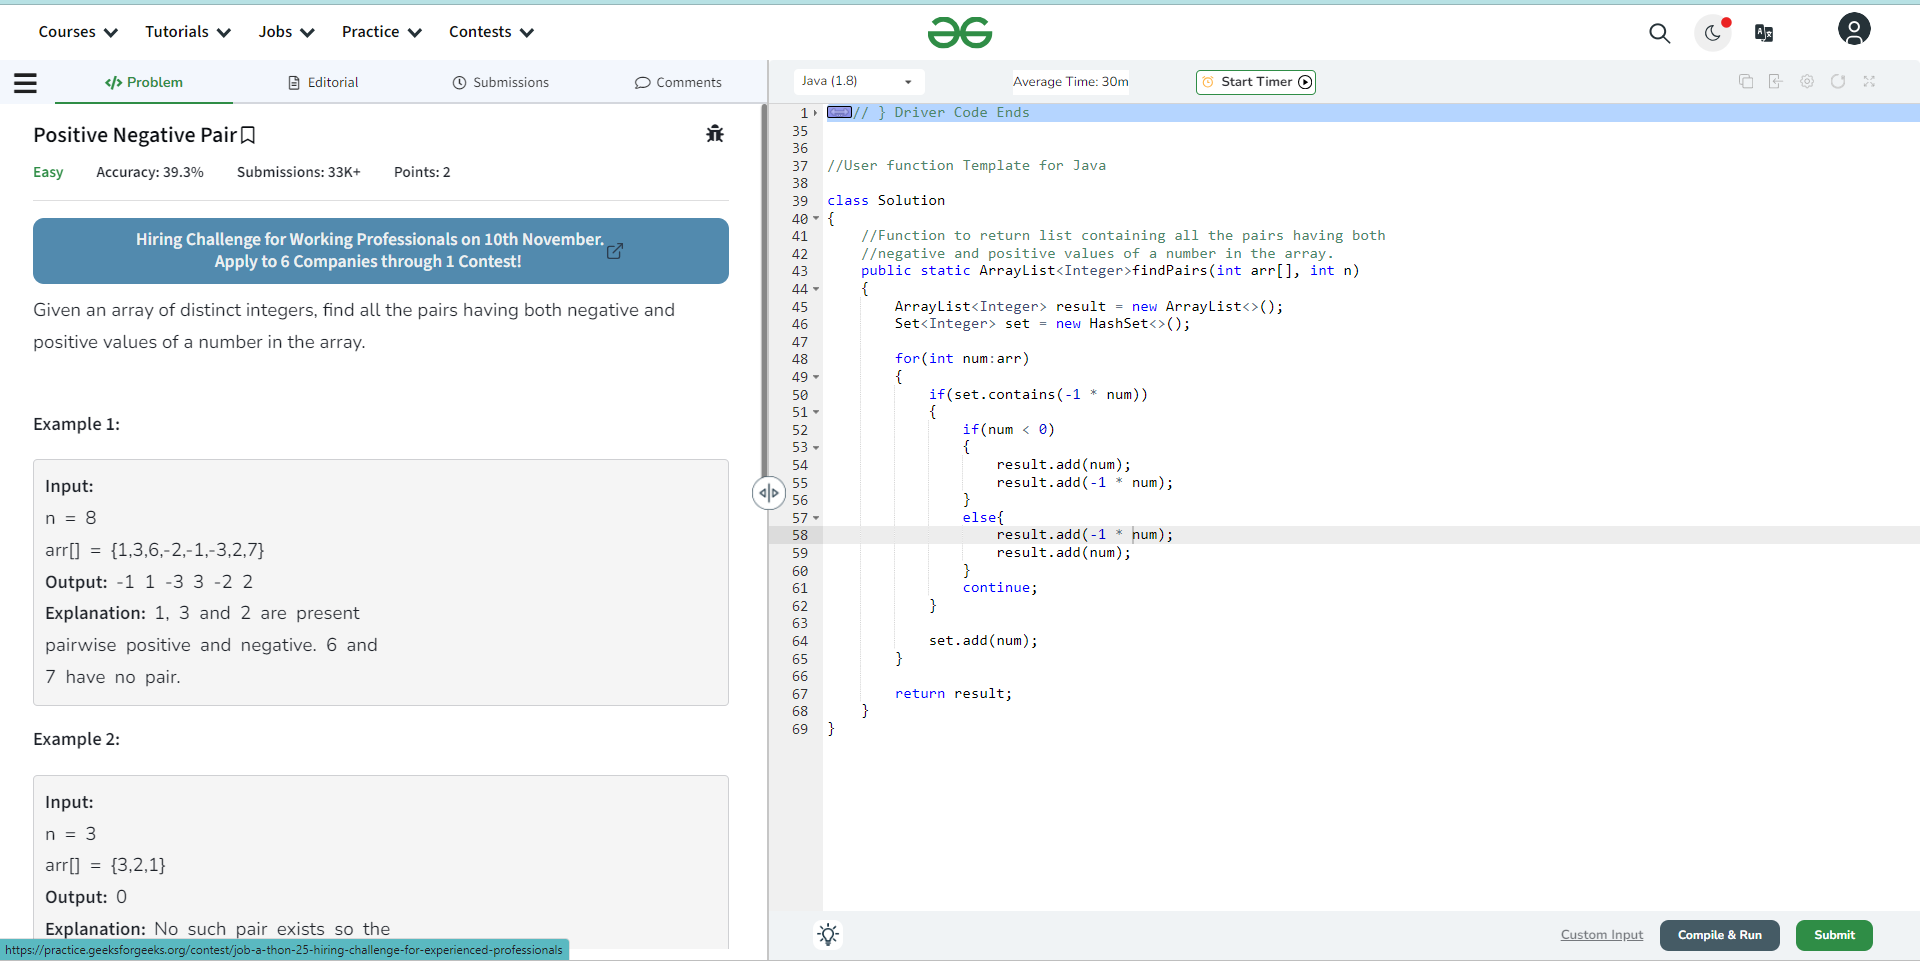 Courses Tutorials Jobs Practice Contests
</> Problem Editorial Submissions Comments
Positive Negative Pair
Easy Accuracy: 39.3% Submissions: 33K+ Points: 2
Hiring Challenge for Working Professionals on 10th November.
Apply to 6 Companies through 1 Contest!
Given an array of distinct integers, find all the pairs having both negative and
positive values of a number in the array.
Example 1:
Input:
n = 8
arr[] = {1,3,6,-2,-1,-3,2,7}
Output: -1 1 -3 3 -2 2
Explanation: 1, 3 and 2 are present
pairwise positive and negative. 6 and
7 have no pair.
Example 2:
Input:
n = 3
arr[] = {3,2,1}
Output: 0
Explanation: No such pair exists so the
https://practice.geeksforgeeks.org/contest/job-a-thon-25-hiring-challenge-for-experienced-professionals
Java (1.8) Average Time: 30m Start Timer
1 // } Driver Code Ends
35
36
37 //User function Template for Java
38
39 class Solution
40 {
41 //Function to return list containing all the pairs having both
42 //negative and positive values of a number in the array.
43 public static ArrayList<Integer>findPairs(int arr[], int n)
44 {
45 ArrayList<Integer> result = new ArrayList<>();
46 Set<Integer> set = new HashSet<>();
47
48 for(int num:arr)
49 {
50 if(set.contains(-1 * num))
51 {
52 if(num < 0)
53 {
54 result.add(num);
55 result.add(-1 * num);
56 }
57 else{
58 result.add(-1 * num);
59 result.add(num);
60 }
61 continue;
62 }
63
64 set.add(num);
65 }
66
67 return result;
68 }
69 }
Custom Input Compile & Run Submit